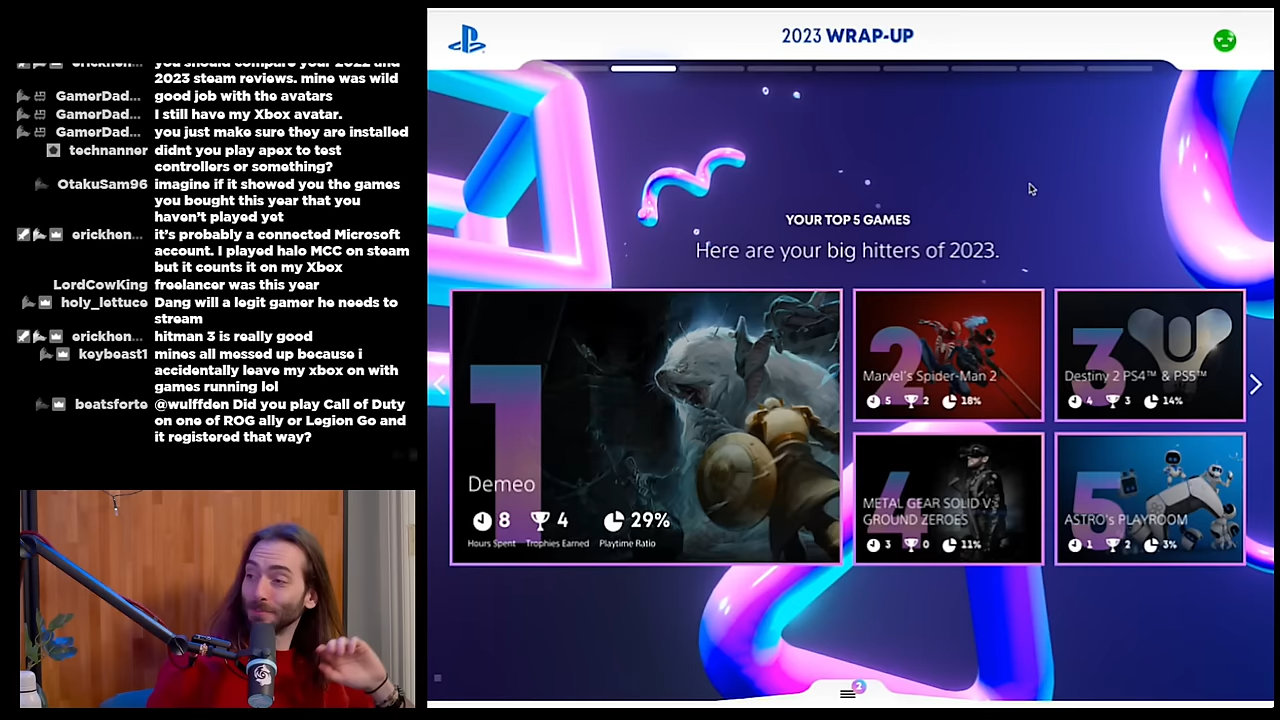 erickhen... you should compare your 2022 and
2023 steam reviews. mine was wild
GamerDad... good job with the avatars
GamerDad... I still have my Xbox avatar.
GamerDad... you just make sure they are installed
technanner didnt you play apex to test
controllers or something?
OtakuSam96 imagine if it showed you the games
you bought this year that you
haven't played yet
erickhen... it's probably a connected Microsoft
account. I played halo MCC on steam
but it counts it on my Xbox
LordCowKing freelancer was this year
holy_lettuce Dang will a legit gamer he needs to
stream
erickhen... hitman 3 is really good
keybeast1 mines all messed up because i
accidentally leave my xbox on with
games running lol
beatsforte @wulffden Did you play Call of Duty
on one of ROG ally or Legion Go and
it registered that way?
2023 WRAP-UP
YOUR TOP 5 GAMES
Here are your big hitters of 2023.
1
Demeo
8 4 29%
Hours Spent Trophies Earned Playtime Ratio
2
Marvel's Spider-Man 2
5 2 18%
3
Destiny 2 PS4™ & PS5™
4 3 14%
4
METAL GEAR SOLID V:
GROUND ZEROES
3 0 11%
5
ASTRO's PLAYROOM
1 2 3%
2